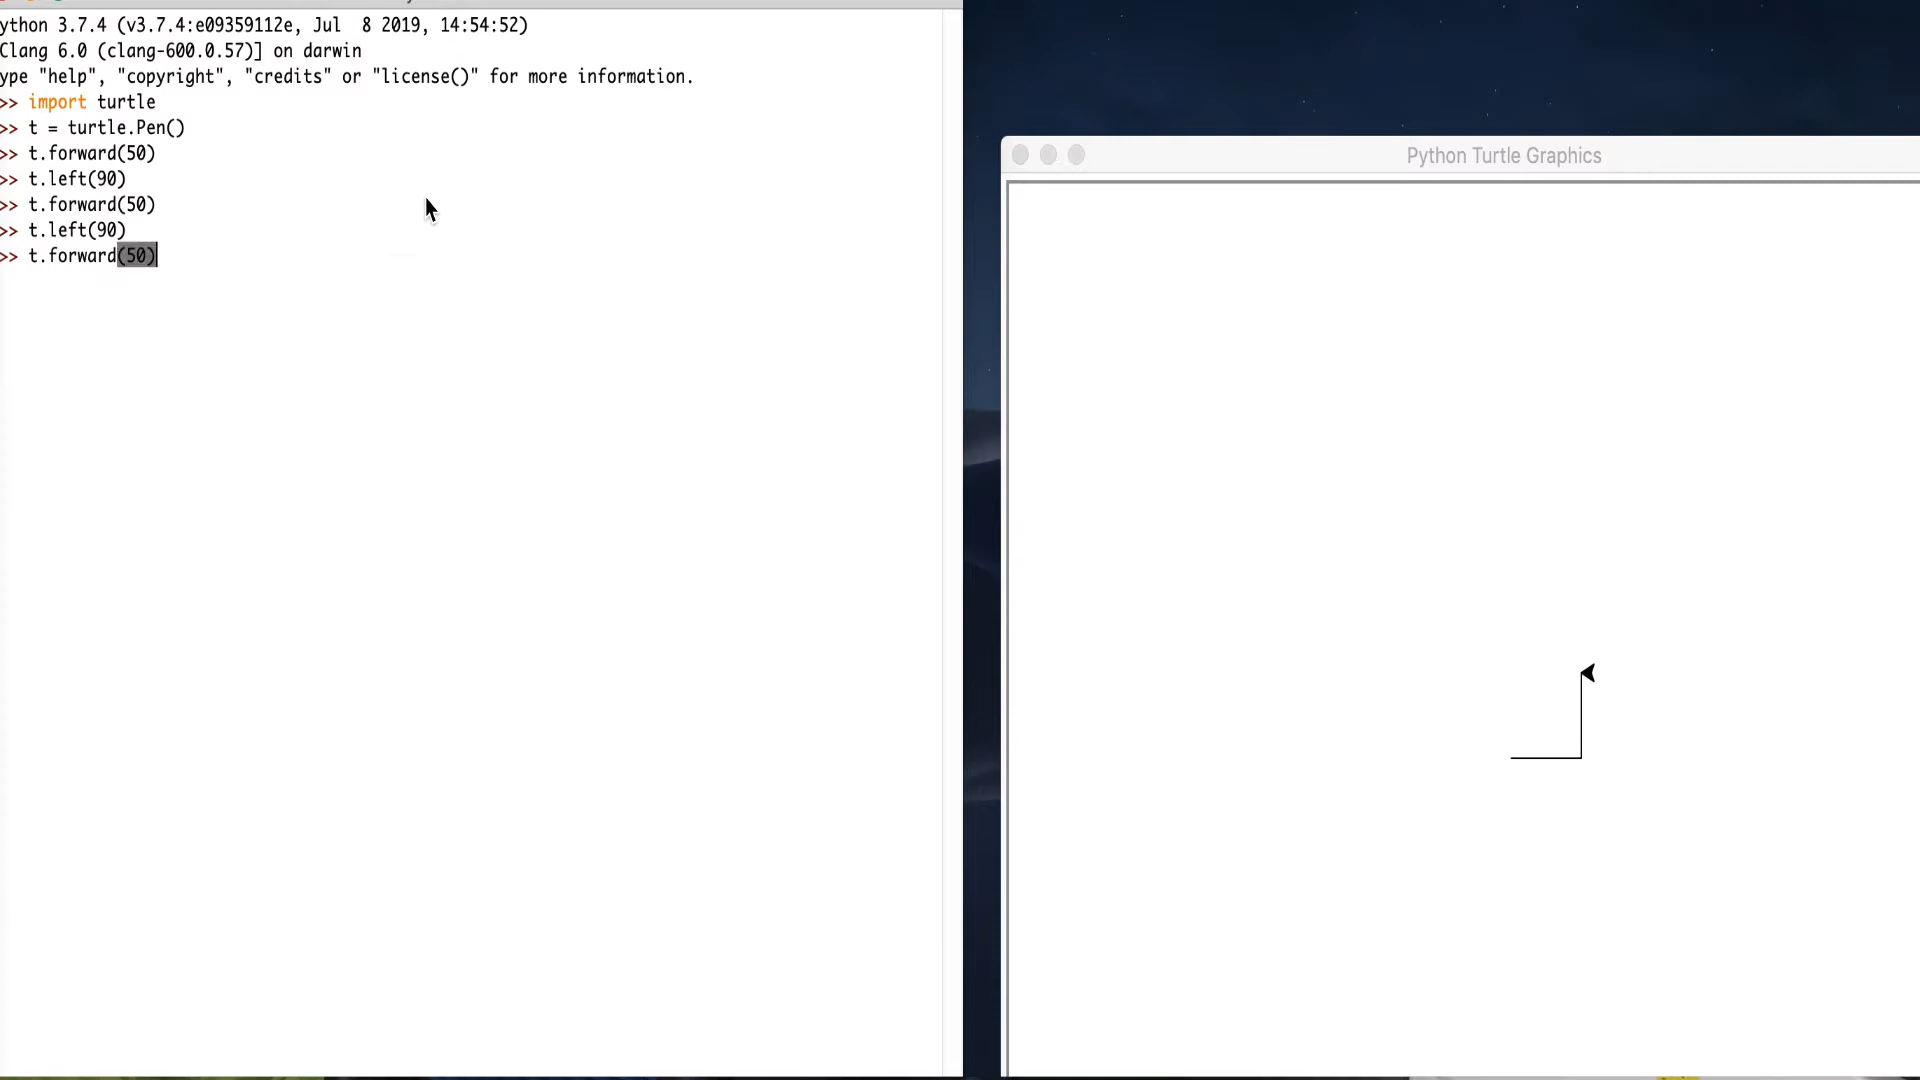 ython 3.7.4 (v3.7.4:e09359112e, Jul  8 2019, 14:54:52)
Clang 6.0 (clang-600.0.57)] on darwin
ype "help", "copyright", "credits" or "license()" for more information.
>> import turtle
>> t = turtle.Pen()
>> t.forward(50)
>> t.left(90)
>> t.forward(50)
>> t.left(90)
>> t.forward(50)
Python Turtle Graphics